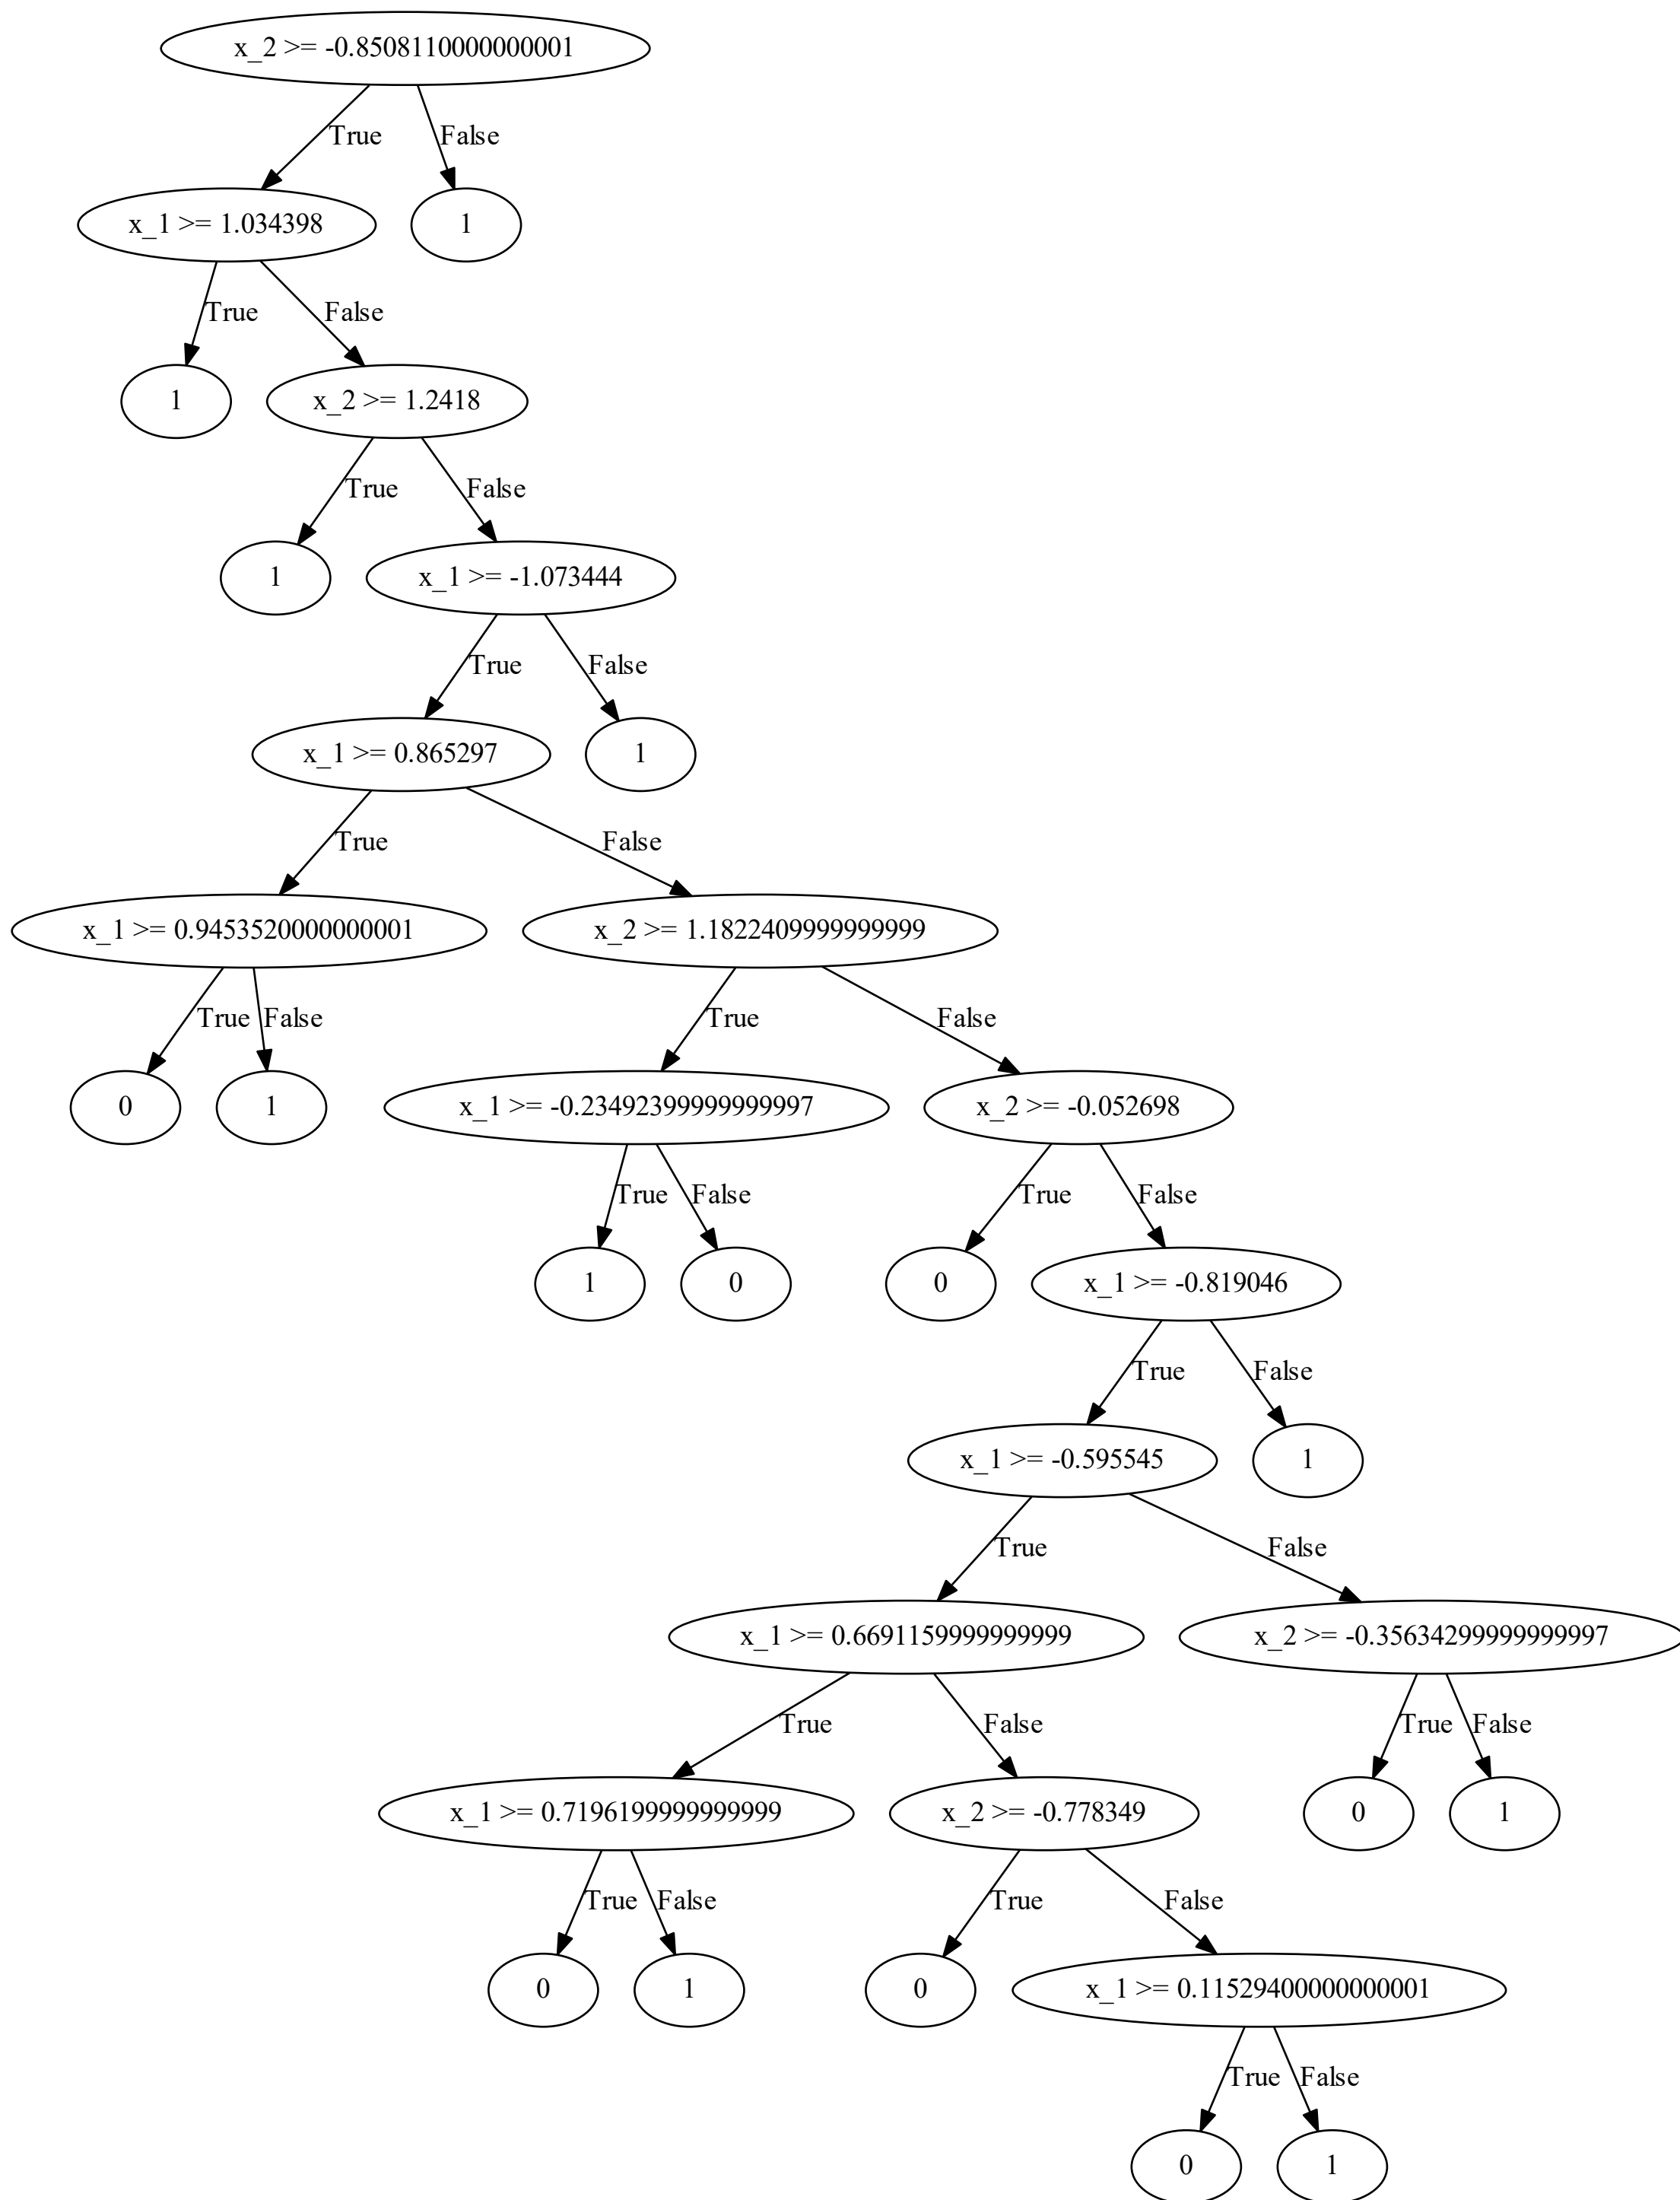 x_2 >= -0.8508110000000001
True
False
x_1 >= 1.034398
1
True
False
1
x_2 >= 1.2418
True
False
1
x_1 >= -1.073444
True
False
x_1 >= 0.865297
1
True
False
x_1 >= 0.9453520000000001
x_2 >= 1.1822409999999999
True
False
True
False
0
1
x_1 >= -0.23492399999999997
x_2 >= -0.052698
True
False
True
False
1
0
0
x_1 >= -0.819046
True
False
x_1 >= -0.595545
1
True
False
x_1 >= 0.6691159999999999
x_2 >= -0.35634299999999997
True
False
True
False
x_1 >= 0.7196199999999999
x_2 >= -0.778349
0
1
True
False
True
False
0
1
0
x_1 >= 0.11529400000000001
True
False
0
1